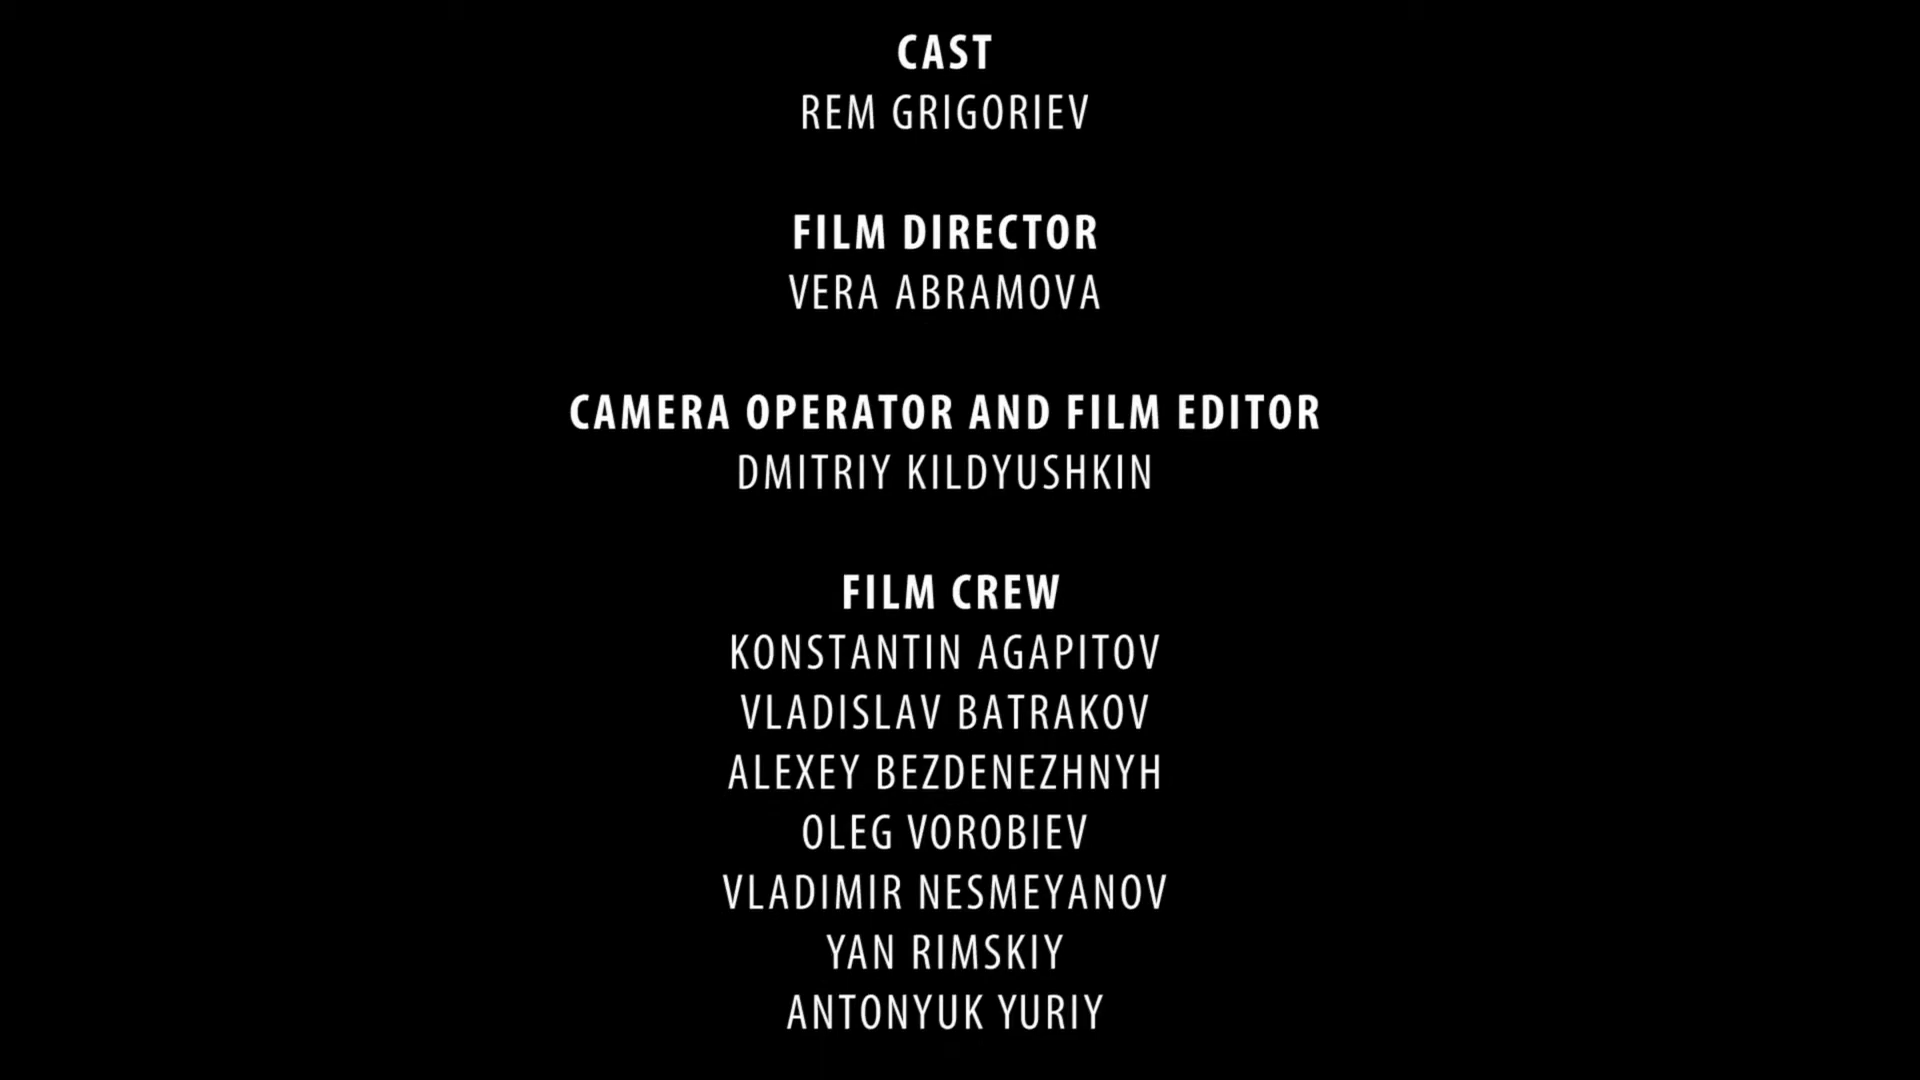 CAST
REM GRIGORIEV
FILM DIRECTOR
VERA ABRAMOVA
CAMERA OPERATOR AND FILM EDITOR
DMITRIY KILDYUSHKIN
FILM CREW
KONSTANTIN AGAPITOV
VLADISLAV BATRAKOV
ALEXEY BEZDENEZHNYH
OLEG VOROBIEV
VLADIMIR NESMEYANOV
YAN RIMSKIY
ANTONYUK YURIY